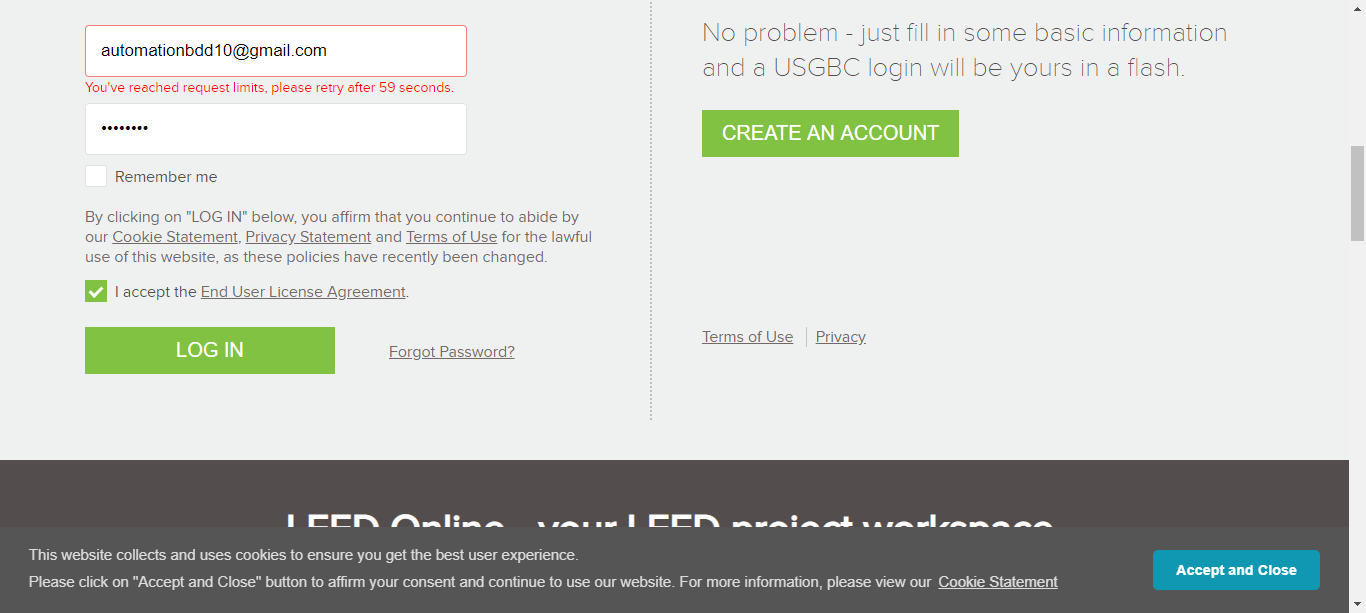 automationbdd10@gmail.com
You've reached request limits, please retry after 59 seconds.
••••••••
Remember me
By clicking on "LOG IN" below, you affirm that you continue to abide by
our Cookie Statement, Privacy Statement and Terms of Use for the lawful
use of this website, as these policies have recently been changed.
I accept the End User License Agreement.
LOG IN
Forgot Password?
No problem - just fill in some basic information
and a USGBC login will be yours in a flash.
CREATE AN ACCOUNT
Terms of Use
Privacy
LEED Online - your LEED project workspace
This website collects and uses cookies to ensure you get the best user experience.
Please click on "Accept and Close" button to affirm your consent and continue to use our website. For more information, please view our Cookie Statement
Accept and Close